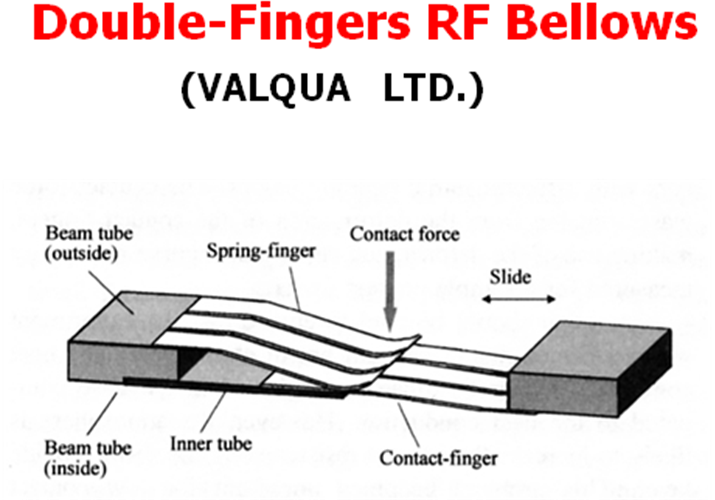 Double-Fingers RF Bellows
(VALQUA LTD.)
Beam tube
(outside)
Spring-finger
Contact force
Slide
Beam tube
(inside)
Inner tube
Contact-finger